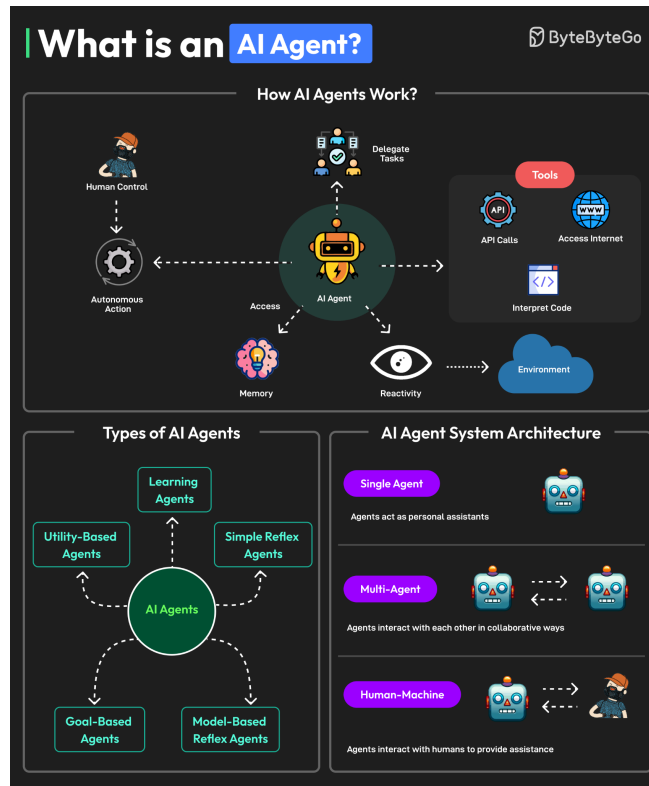 What is an AI Agent?
ByteByteGo
How AI Agents Work?
Human Control
Delegate
Tasks
Tools
API
API Calls
WWW
Access Internet
</>
Interpret Code
Autonomous
Action
AI Agent
Access
Memory
Reactivity
Environment
Types of AI Agents
Learning
Agents
Utility-Based
Agents
Simple Reflex
Agents
AI Agents
Goal-Based
Agents
Model-Based
Reflex Agents
AI Agent System Architecture
Single Agent
Agents act as personal assistants
Multi-Agent
Agents interact with each other in collaborative ways
Human-Machine
Agents interact with humans to provide assistance